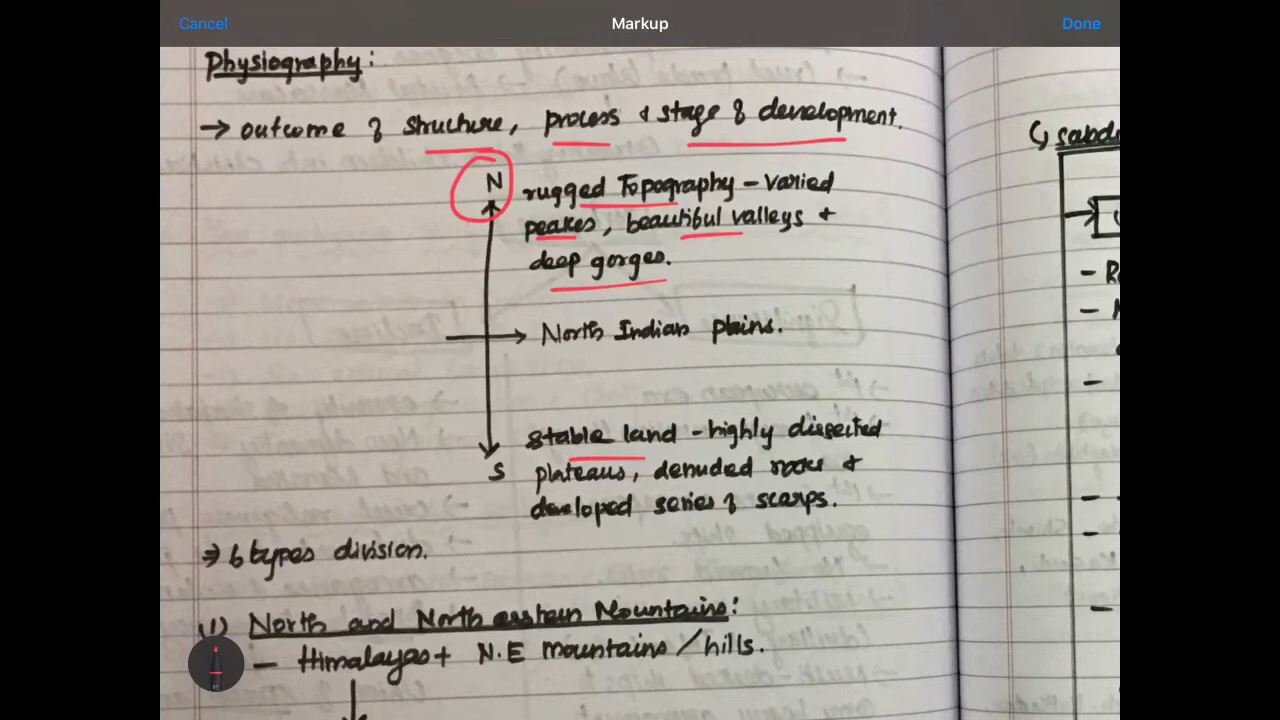 Cancel
Markup
Done
Physiography:
→ outcome of structure, process & stage of development.
N
rugged Topography - varied
peakes, beautiful valleys &
deep gorges.
→ North Indian plains.
stable land - highly dissected
S
plateaus, denuded rocks &
developed series of scarps.
⇒ 6 types division.
1) North and North eastern Mountains:
- Himalayas + N.E mountains/hills.